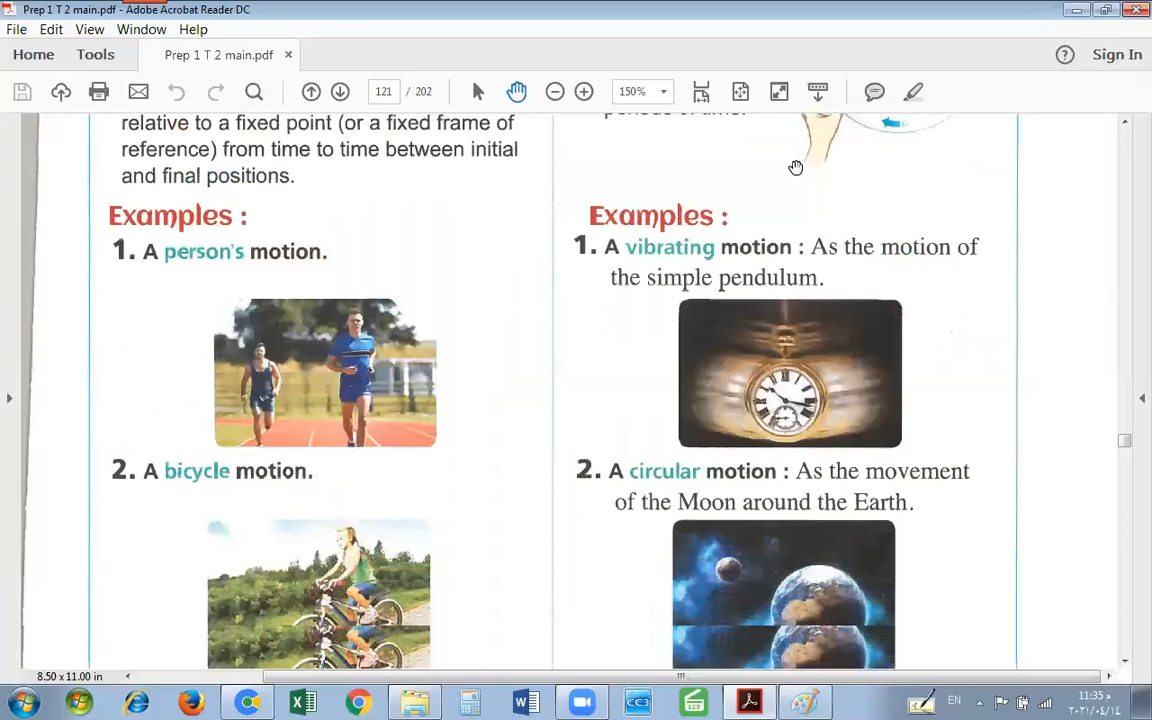 Prep 1 T 2 main.pdf - Adobe Acrobat Reader DC
File Edit View Window Help
Home Tools Prep 1 T 2 main.pdf × Sign In
121 / 202 150%
relative to a fixed point (or a fixed frame of
reference) from time to time between initial
and final positions.
Examples :
1. A person's motion.
2. A bicycle motion.
Examples :
1. A vibrating motion : As the motion of
the simple pendulum.
2. A circular motion : As the movement
of the Moon around the Earth.
8.50 x 11.00 in
EN
11:35 م
٢٠٢١/٠٤/١٤